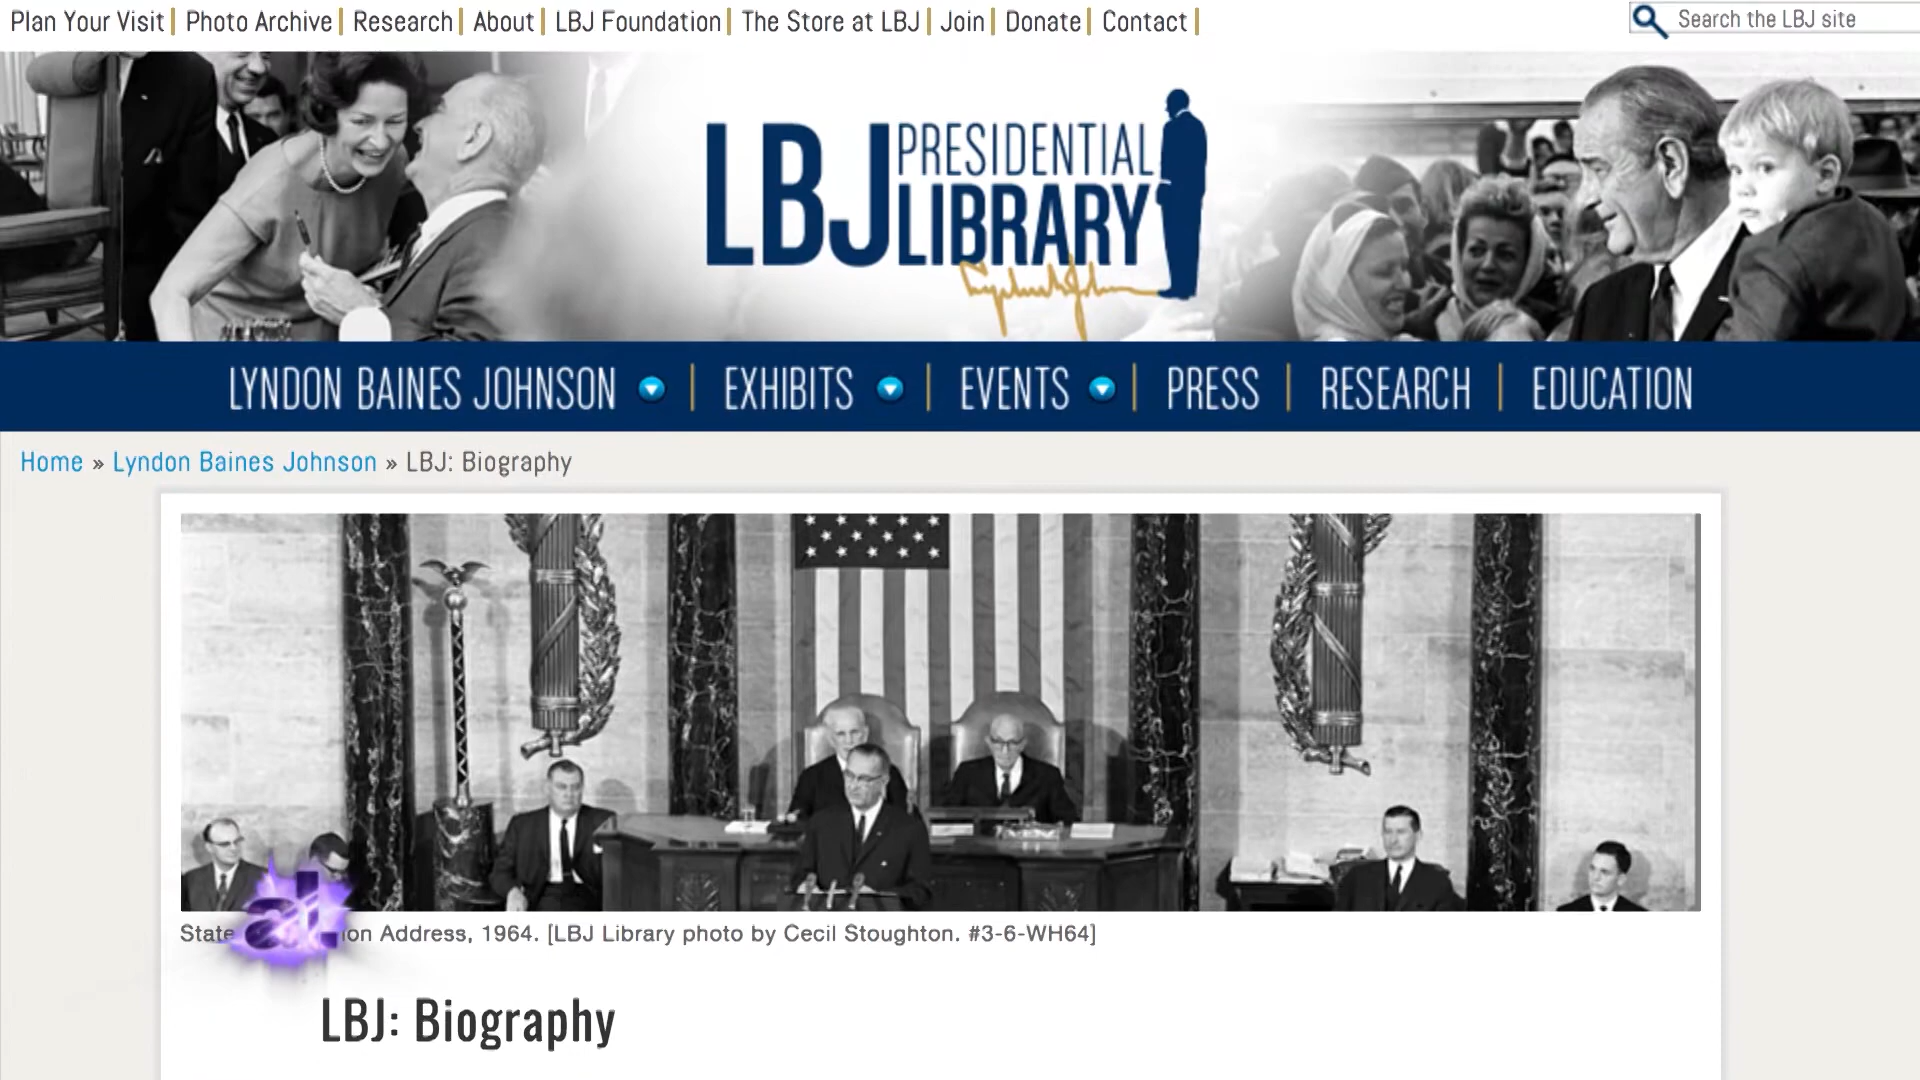 Plan Your Visit | Photo Archive | Research | About | LBJ Foundation | The Store at LBJ | Join | Donate | Contact |
Search the LBJ site
LBJ PRESIDENTIAL
LIBRARY
LYNDON BAINES JOHNSON | EXHIBITS | EVENTS | PRESS | RESEARCH | EDUCATION
Home » Lyndon Baines Johnson » LBJ: Biography
State ion Address, 1964. [LBJ Library photo by Cecil Stoughton. #3-6-WH64]
al.
LBJ: Biography